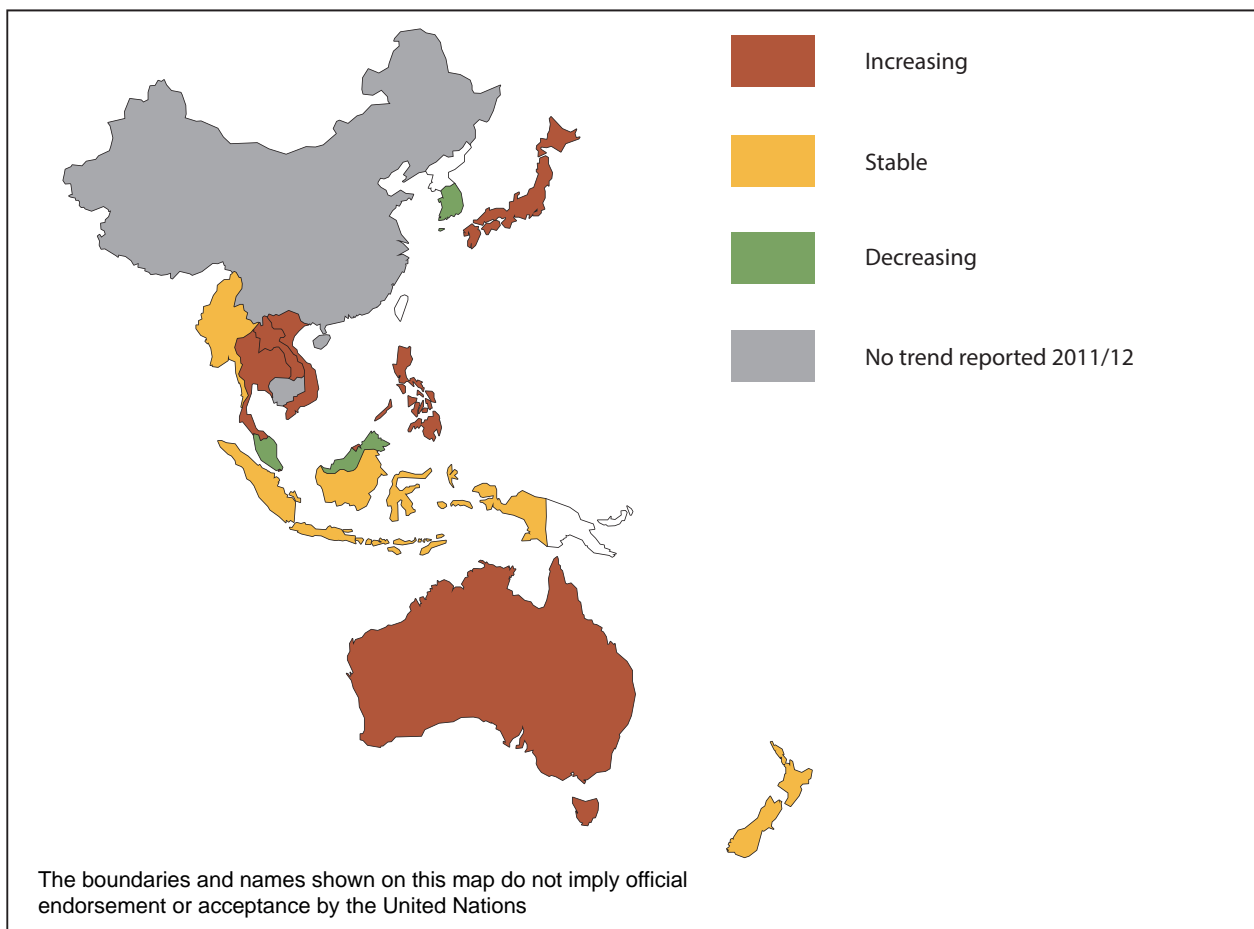 Increasing
Stable
Decreasing
No trend reported 2011/12
The boundaries and names shown on this map do not imply official
endorsement or acceptance by the United Nations